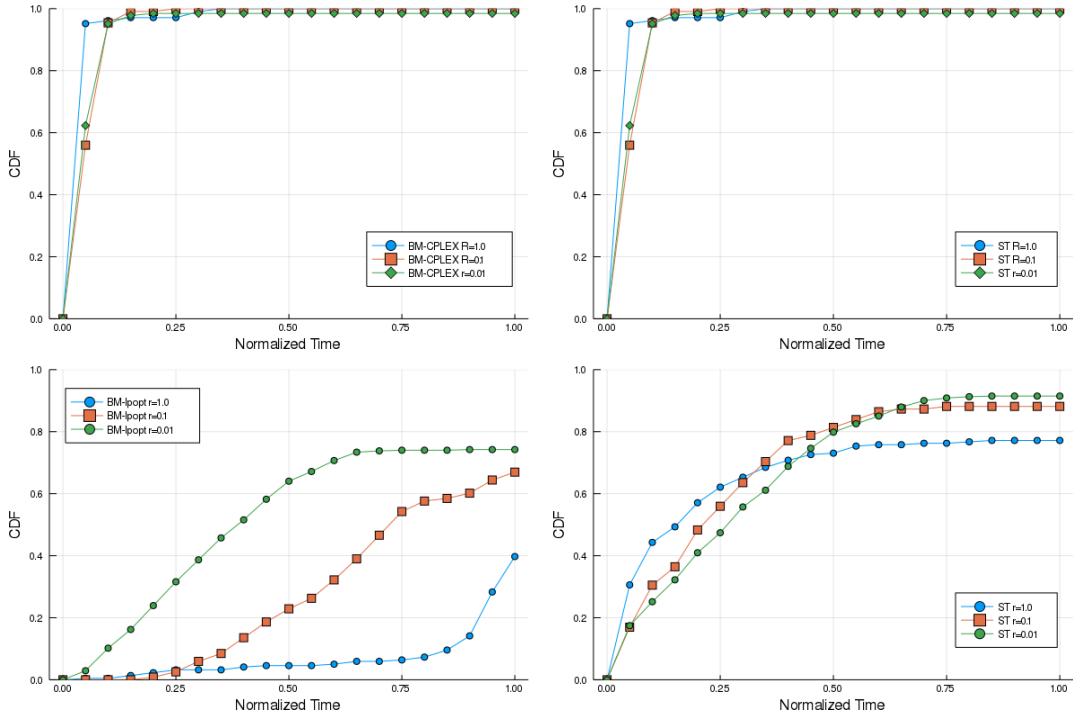 1.0
0.8
0.6
0.4
0.2
0.0
CDF
BM-CPLEX R=1.0
BM-CPLEX R=0.1
BM-CPLEX r=0.01
0.00 0.25 0.50 0.75 1.00
Normalized Time
1.0
0.8
0.6
0.4
0.2
0.0
CDF
ST R=1.0
ST R=0.1
ST r=0.01
0.00 0.25 0.50 0.75 1.00
Normalized Time
1.0
0.8
0.6
0.4
0.2
0.0
CDF
BM-Ipopt r=1.0
BM-Ipopt r=0.1
BM-Ipopt r=0.01
0.00 0.25 0.50 0.75 1.00
Normalized Time
1.0
0.8
0.6
0.4
0.2
0.0
CDF
ST r=1.0
ST r=0.1
ST r=0.01
0.00 0.25 0.50 0.75 1.00
Normalized Time